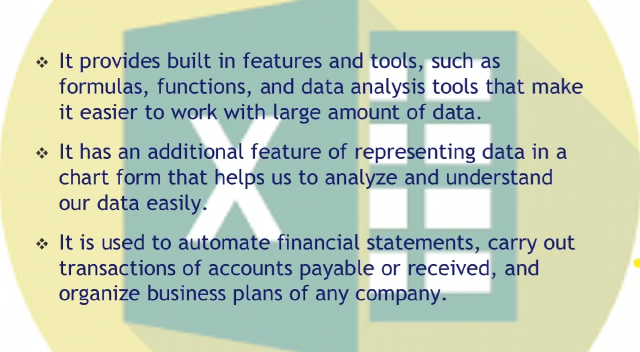 ❖ It provides built in features and tools, such as
formulas, functions, and data analysis tools that make
it easier to work with large amount of data.
❖ It has an additional feature of representing data in a
chart form that helps us to analyze and understand
our data easily.
❖ It is used to automate financial statements, carry out
transactions of accounts payable or received, and
organize business plans of any company.